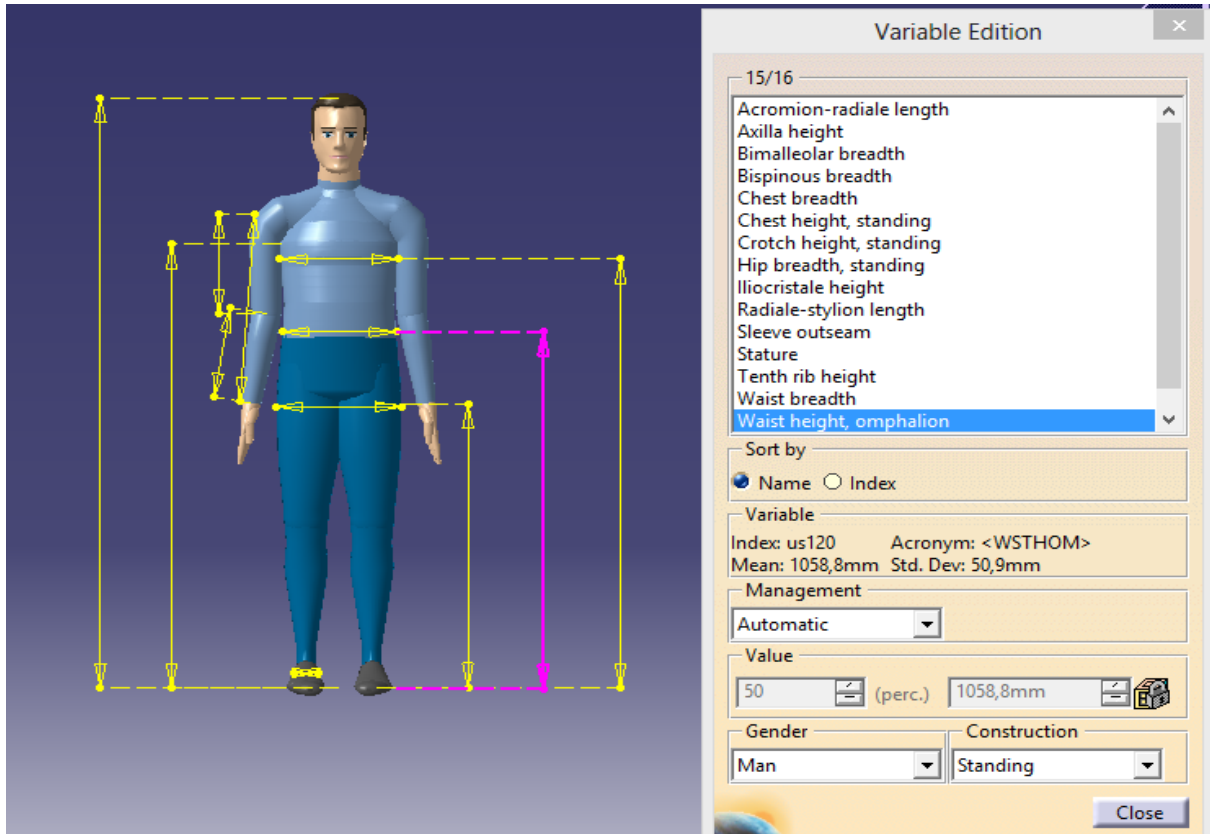 Variable Edition
15/16
Acromion-radiale length
Axilla height
Bimalleolar breadth
Bispinous breadth
Chest breadth
Chest height, standing
Crotch height, standing
Hip breadth, standing
Iliocristale height
Radiale-stylion length
Sleeve outseam
Stature
Tenth rib height
Waist breadth
Waist height, omphalion
Sort by
Name Index
Variable
Index: us120 Acronym: <WSTHOM>
Mean: 1058,8mm Std. Dev: 50,9mm
Management
Automatic
Value
50 (perc.) 1058,8mm
Gender Construction
Man Standing
Close